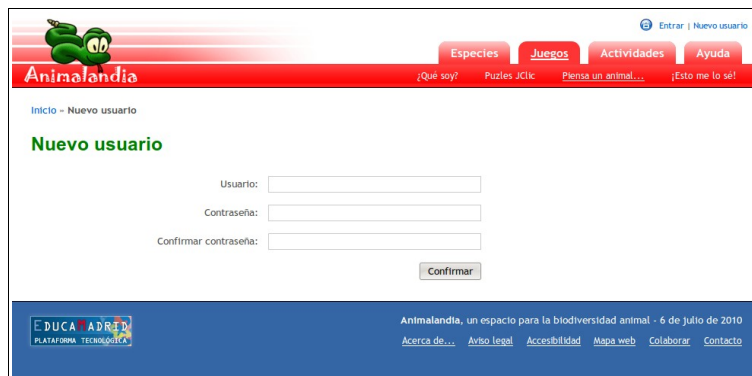 Entrar | Nuevo usuario
Especies Juegos Actividades Ayuda
Animalandia
¿Qué soy? Puzles JClic Piensa un animal... ¡Esto me lo sé!
Inicio - Nuevo usuario
Nuevo usuario
Usuario:
Contraseña:
Confirmar contraseña:
Confirmar
EDUCAMADRID
PLATAFORMA TECNOLÓGICA
Animalandia, un espacio para la biodiversidad animal - 6 de julio de 2010
Acerca de... Aviso legal Accesibilidad Mapa web Colaborar Contacto